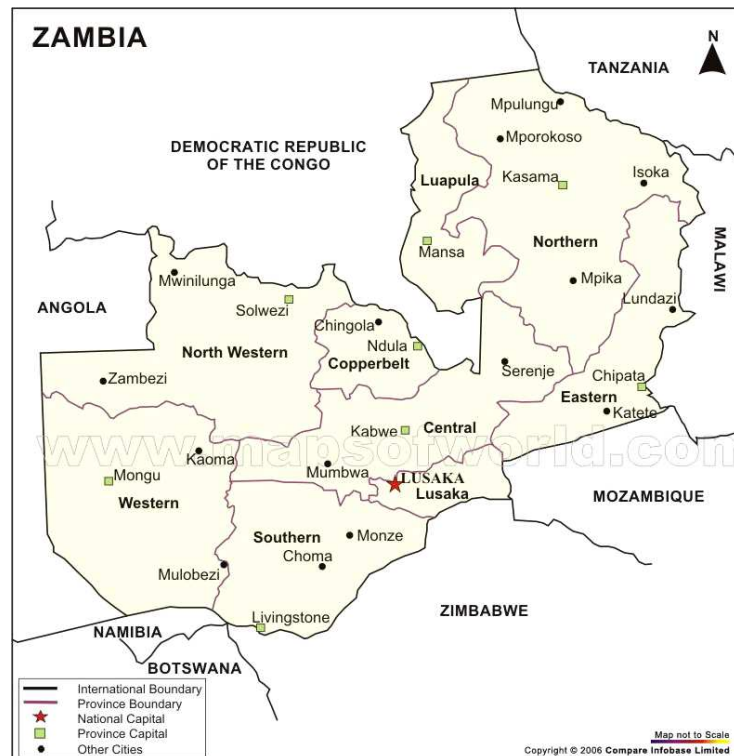 ZAMBIA
N
TANZANIA
Mpulungu
Mporokoso
DEMOCRATIC REPUBLIC
OF THE CONGO
Luapula
Kasama
Isoka
Mansa
Northern
MALAWI
Mwinilunga
Mpika
Solwezi
Lundazi
ANGOLA
Chingola
North Western
Ndula
Copperbelt
Serenje
Zambezi
Chipata
Eastern
Katete
Kabwe
Central
www.mapsofworld.com
Kaoma
Mumbwa
Mongu
LUSAKA
Lusaka
Western
MOZAMBIQUE
Southern
Monze
Choma
Mulobezi
Livingstone
ZIMBABWE
NAMIBIA
BOTSWANA
International Boundary
Province Boundary
National Capital
Province Capital
Other Cities
Map not to Scale
Copyright © 2006 Compare Infobase Limited